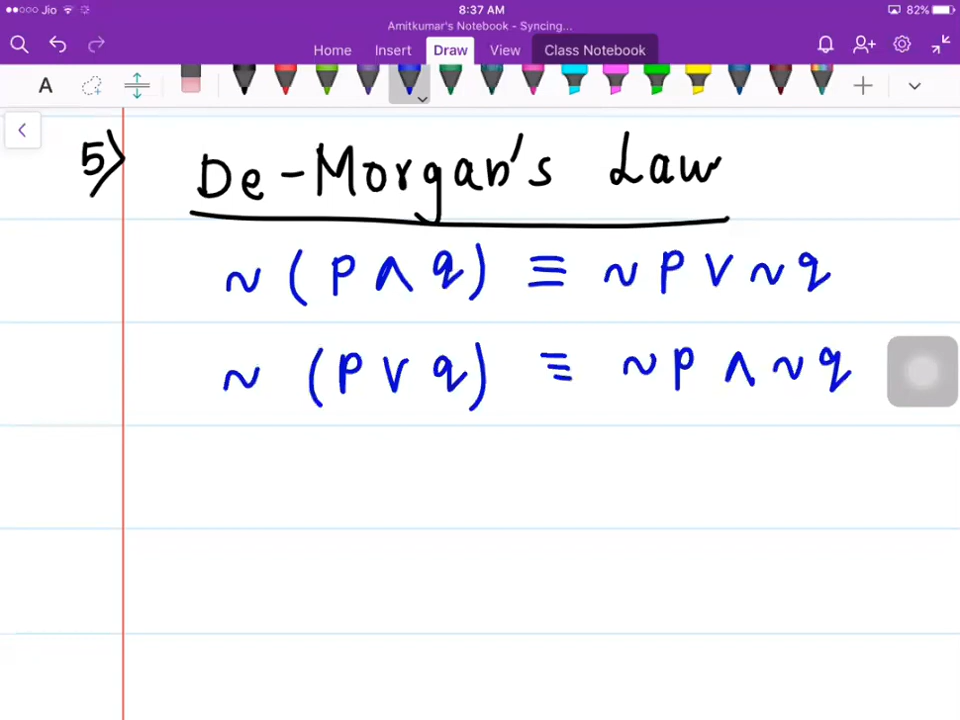 Jio 8:37 AM 82%
Amitkumar's Notebook - Syncing...
Home Insert Draw View Class Notebook
A
5) De-Morgan's Law
~ (p ∧ q) ≡ ~p ∨ ~q
~ (p ∨ q) ≡ ~p ∧ ~q